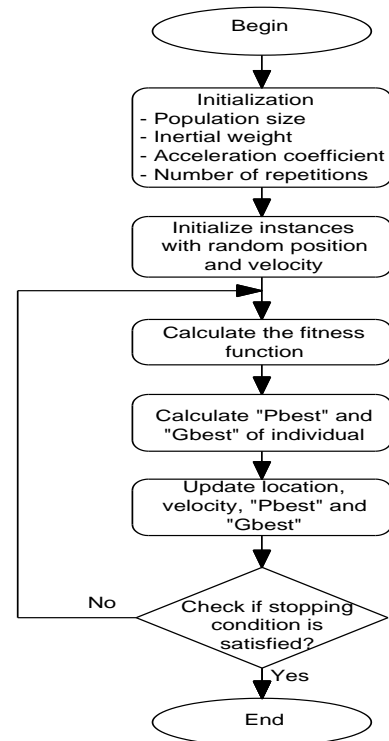 Begin
Initialization
- Population size
- Inertial weight
- Acceleration coefficient
- Number of repetitions
Initialize instances
with random position
and velocity
Calculate the fitness
function
Calculate "Pbest" and
"Gbest" of individual
Update location,
velocity, "Pbest" and
"Gbest"
Check if stopping
condition is
satisfied?
No
Yes
End